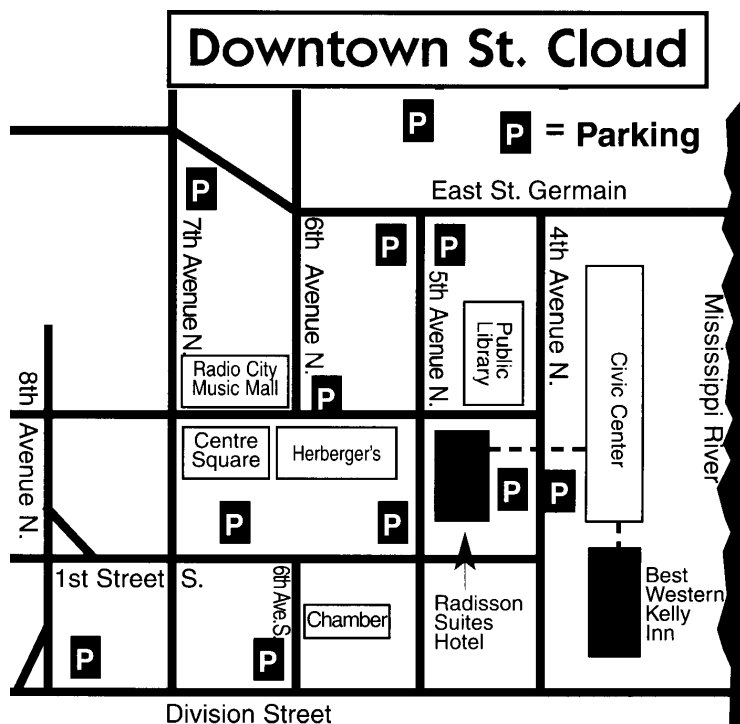 Downtown St. Cloud
P
P = Parking
East St. Germain
P
7th Avenue N.
6th Avenue N.
P
P
5th Avenue N.
4th Avenue N.
Public
Library
Civic Center
Mississippi River
Radio City
Music Mall
P
8th Avenue N.
Centre
Square
Herberger's
P
P
P
P
1st Street S.
6th Ave. S.
Chamber
Radisson
Suites
Hotel
Best
Western
Kelly
Inn
P
P
Division Street